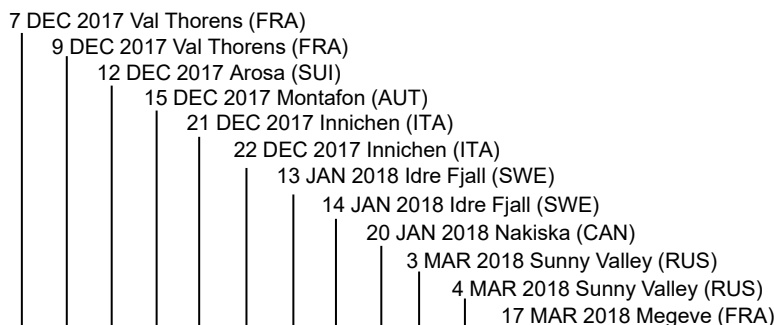 7 DEC 2017 Val Thorens (FRA)
9 DEC 2017 Val Thorens (FRA)
12 DEC 2017 Arosa (SUI)
15 DEC 2017 Montafon (AUT)
21 DEC 2017 Innichen (ITA)
22 DEC 2017 Innichen (ITA)
13 JAN 2018 Idre Fjall (SWE)
14 JAN 2018 Idre Fjall (SWE)
20 JAN 2018 Nakiska (CAN)
3 MAR 2018 Sunny Valley (RUS)
4 MAR 2018 Sunny Valley (RUS)
17 MAR 2018 Megeve (FRA)